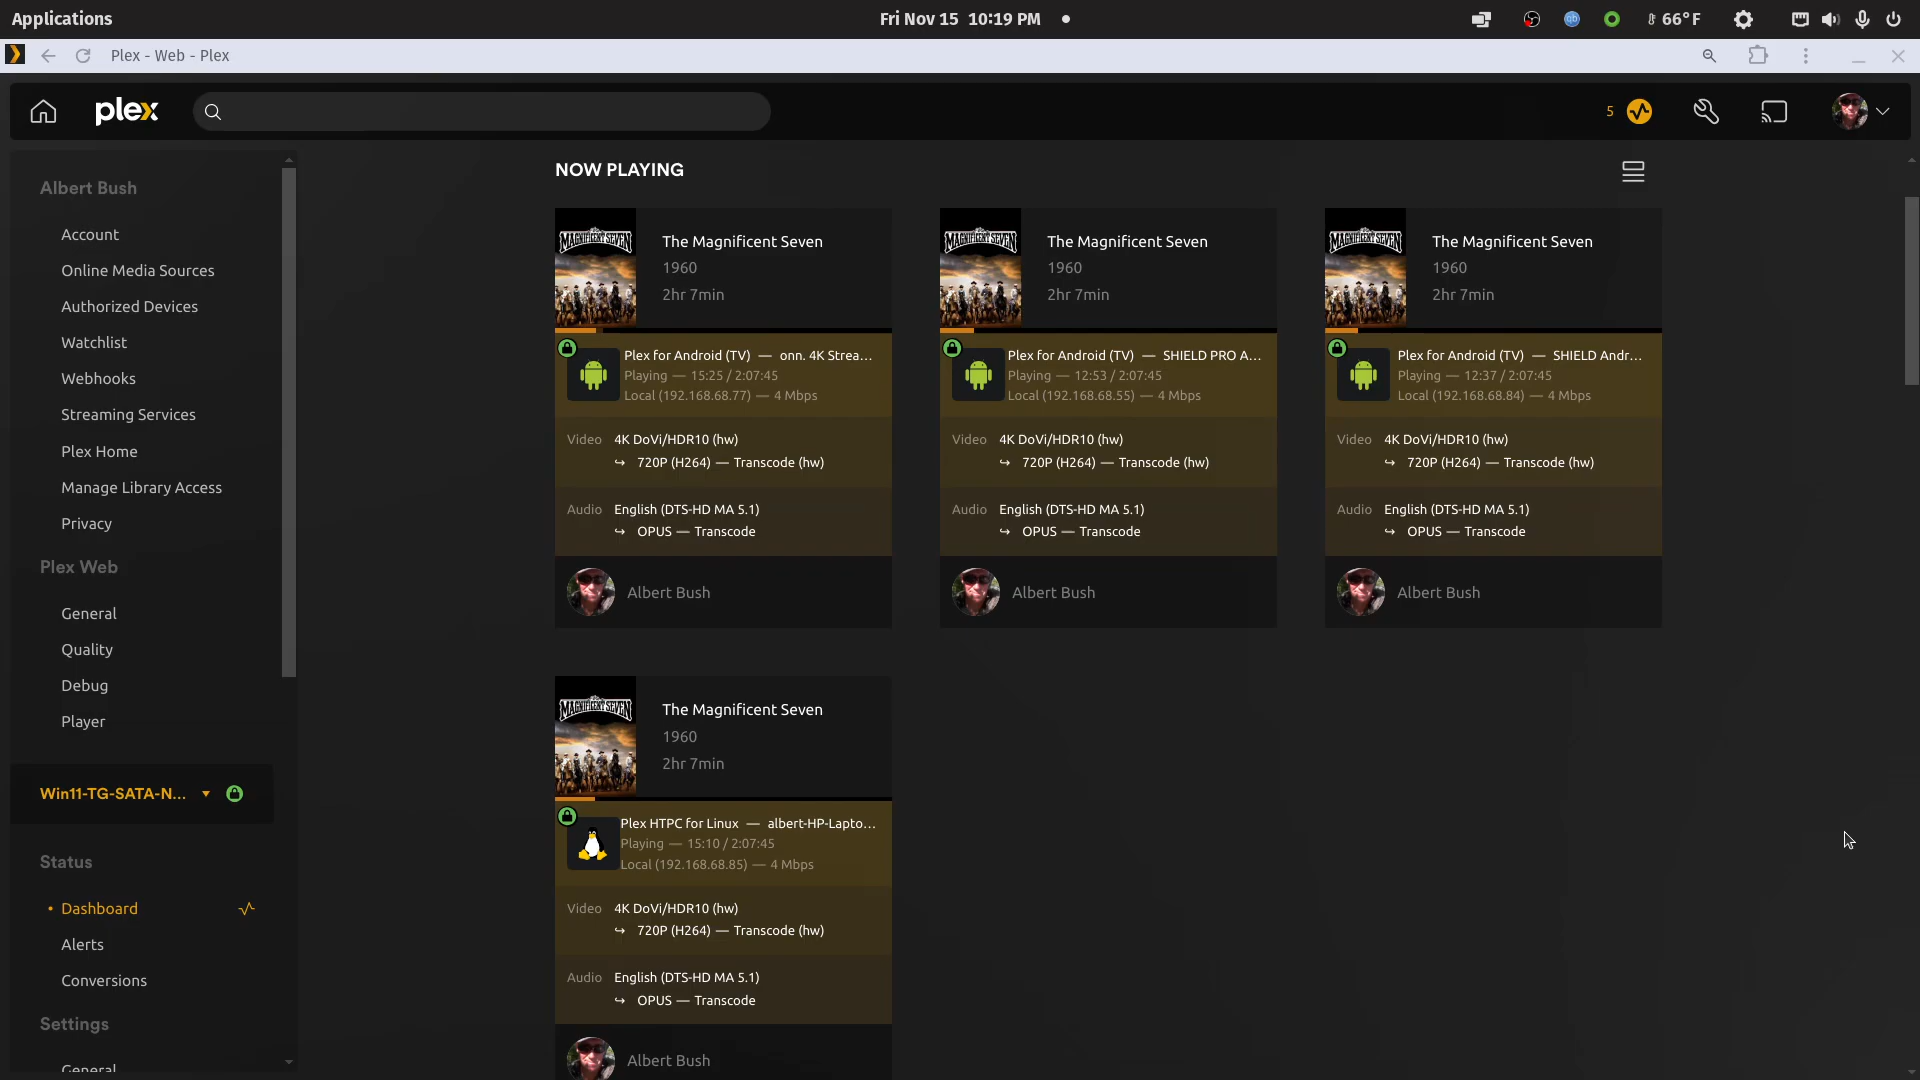 Applications
Fri Nov 15 10:19 PM
66°F
Plex - Web - Plex
plex
5
NOW PLAYING
Albert Bush
Account
Online Media Sources
Authorized Devices
Watchlist
Webhooks
Streaming Services
Plex Home
Manage Library Access
Privacy
Plex Web
General
Quality
Debug
Player
Win11-TG-SATA-N...
Status
Dashboard
Alerts
Conversions
Settings
General
MAGNIFICENT SEVEN
The Magnificent Seven
1960
2hr 7min
Plex for Android (TV) — onn. 4K Strea...
Playing — 15:25 / 2:07:45
Local (192.168.68.77) — 4 Mbps
Video 4K DoVi/HDR10 (hw)
↪ 720P (H264) — Transcode (hw)
Audio English (DTS-HD MA 5.1)
↪ OPUS — Transcode
Albert Bush
MAGNIFICENT SEVEN
The Magnificent Seven
1960
2hr 7min
Plex for Android (TV) — SHIELD PRO A...
Playing — 12:53 / 2:07:45
Local (192.168.68.55) — 4 Mbps
Video 4K DoVi/HDR10 (hw)
↪ 720P (H264) — Transcode (hw)
Audio English (DTS-HD MA 5.1)
↪ OPUS — Transcode
Albert Bush
MAGNIFICENT SEVEN
The Magnificent Seven
1960
2hr 7min
Plex for Android (TV) — SHIELD Andr...
Playing — 12:37 / 2:07:45
Local (192.168.68.84) — 4 Mbps
Video 4K DoVi/HDR10 (hw)
↪ 720P (H264) — Transcode (hw)
Audio English (DTS-HD MA 5.1)
↪ OPUS — Transcode
Albert Bush
MAGNIFICENT SEVEN
The Magnificent Seven
1960
2hr 7min
Plex HTPC for Linux — albert-HP-Lapto...
Playing — 15:10 / 2:07:45
Local (192.168.68.85) — 4 Mbps
Video 4K DoVi/HDR10 (hw)
↪ 720P (H264) — Transcode (hw)
Audio English (DTS-HD MA 5.1)
↪ OPUS — Transcode
Albert Bush